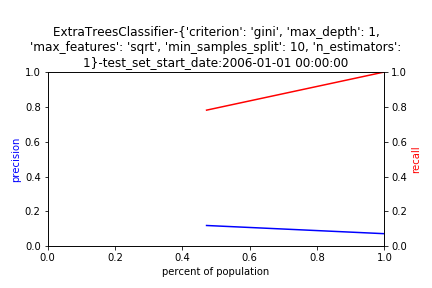 ExtraTreesClassifier-{'criterion': 'gini', 'max_depth': 1,
'max_features': 'sqrt', 'min_samples_split': 10, 'n_estimators':
1}-test_set_start_date:2006-01-01 00:00:00
1.0
0.8
0.6
0.4
0.2
0.0
precision
1.0
0.8
0.6
0.4
0.2
0.0
recall
0.0 0.2 0.4 0.6 0.8 1.0
percent of population